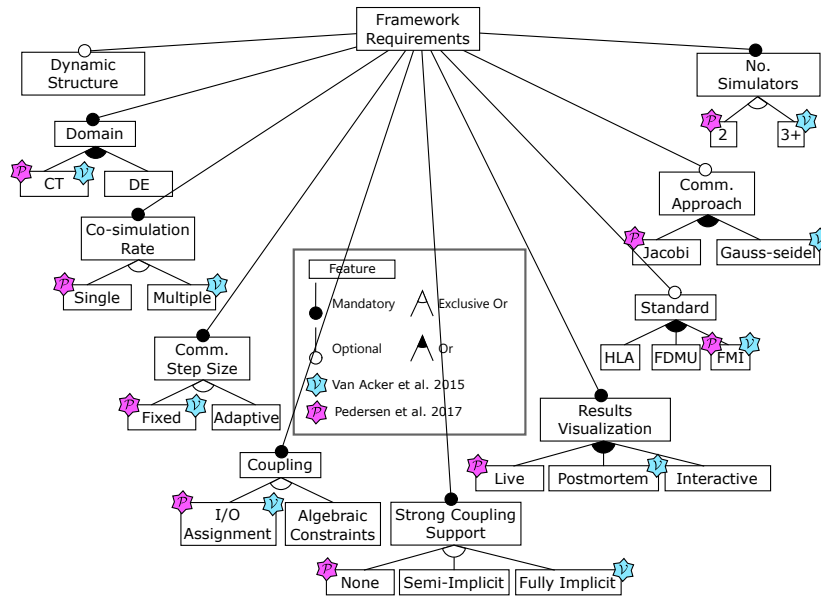 Framework
Requirements
Dynamic
Structure
No.
Simulators
P
2
3+
V
Domain
P
CT
V
DE
Comm.
Approach
P
Jacobi
Gauss-seidel
V
Co-simulation
Rate
P
Single
Multiple
V
Feature
Mandatory
Exclusive Or
Optional
Or
V
Van Acker et al. 2015
P
Pedersen et al. 2017
Standard
HLA
FDMU
P
FMI
V
Comm.
Step Size
P
Fixed
V
Adaptive
Results
Visualization
P
Live
Postmortem
V
Interactive
Coupling
P
I/O
Assignment
V
Algebraic
Constraints
Strong Coupling
Support
P
None
Semi-Implicit
Fully Implicit
V